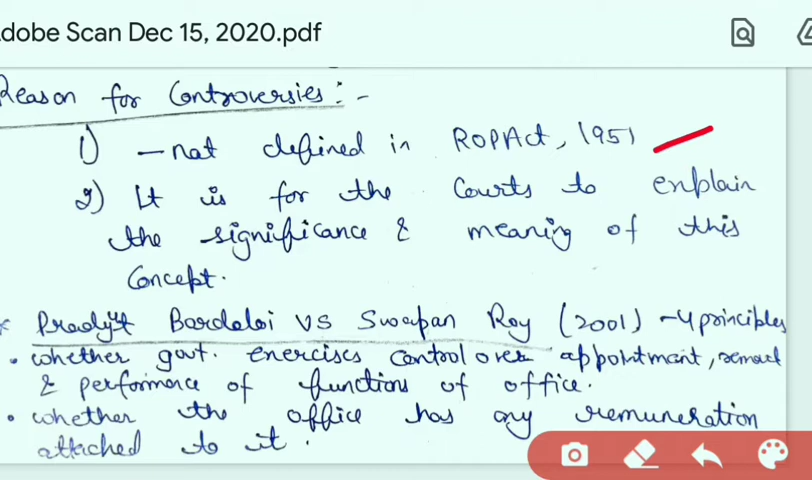 dobe Scan Dec 15, 2020.pdf
Reason for Controversies :-
1) - not defined in ROPAct, 1951
2) It is for the Courts to explain
the significance & meaning of this
Concept.
* Pradyut Bardoloi VS Swapan Roy (2001) - 4 principles
• whether govt. exercises control over appointment, remov
& performance of functions of office.
• whether the office has any remuneration
attached to it.